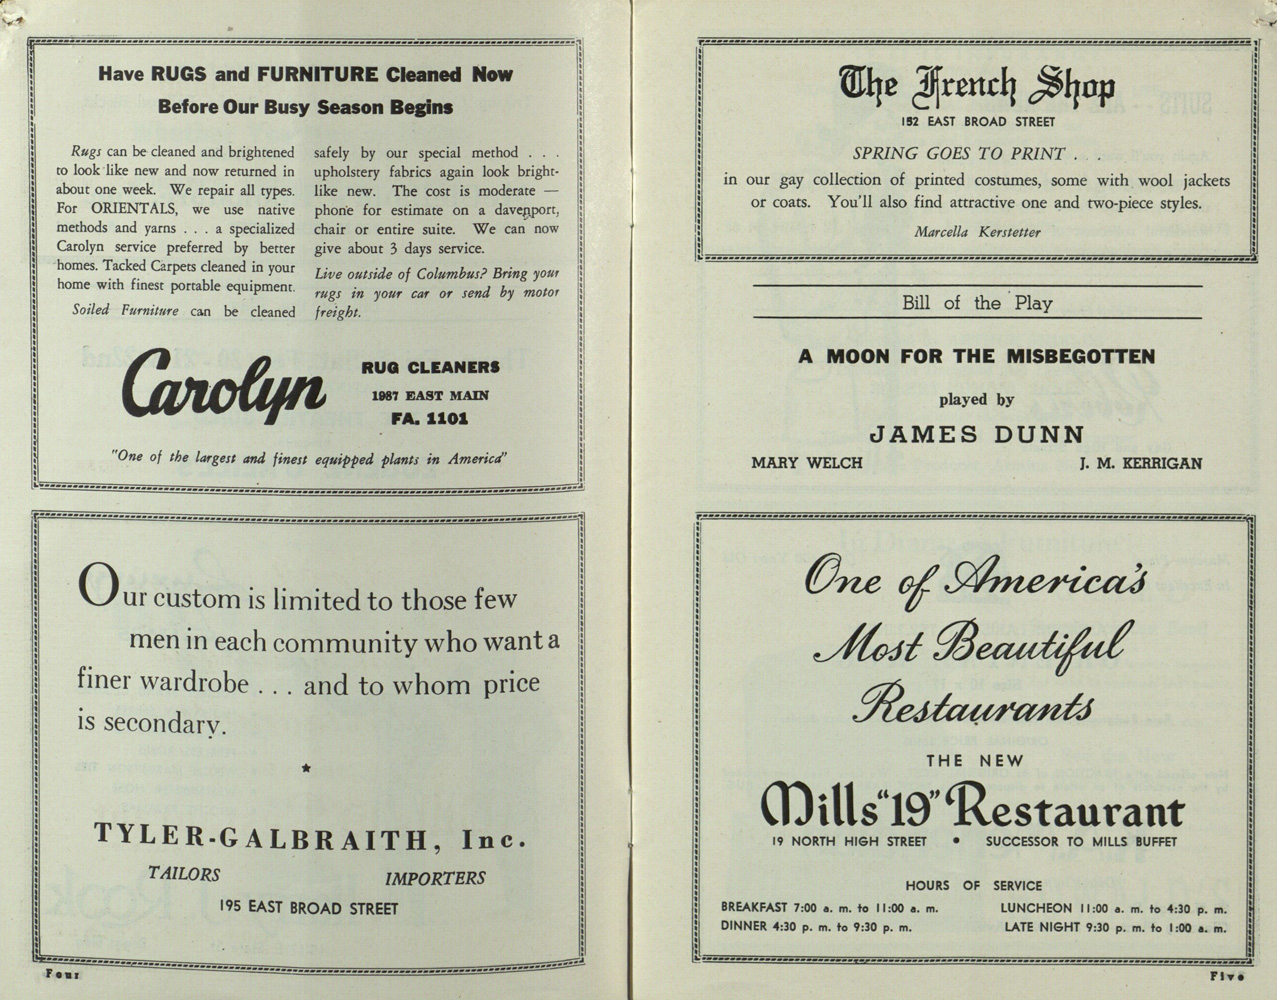 Have RUGS and FURNITURE Cleaned Now
Before Our Busy Season Begins
Rugs can be cleaned and brightened
to look like new and now returned in
about one week. We repair all types.
For ORIENTALS, we use native
methods and yarns . . . a specialized
Carolyn service preferred by better
homes. Tacked Carpets cleaned in your
home with finest portable equipment.
Soiled Furniture can be cleaned
safely by our special method . . .
upholstery fabrics again look bright-
like new. The cost is moderate —
phone for estimate on a davenport,
chair or entire suite. We can now
give about 3 days service.
Live outside of Columbus? Bring your
rugs in your car or send by motor
freight.
Carolyn
RUG CLEANERS
1987 EAST MAIN
FA. 1101
"One of the largest and finest equipped plants in America"
Our custom is limited to those few
men in each community who want a
finer wardrobe . . . and to whom price
is secondary.
TYLER-GALBRAITH, Inc.
TAILORS IMPORTERS
195 EAST BROAD STREET
Four
The French Shop
152 EAST BROAD STREET
SPRING GOES TO PRINT . . .
in our gay collection of printed costumes, some with wool jackets
or coats. You'll also find attractive one and two-piece styles.
Marcella Kerstetter
Bill of the Play
A MOON FOR THE MISBEGOTTEN
played by
JAMES DUNN
MARY WELCH J. M. KERRIGAN
One of America's
Most Beautiful
Restaurants
THE NEW
Mills "19" Restaurant
19 NORTH HIGH STREET • SUCCESSOR TO MILLS BUFFET
HOURS OF SERVICE
BREAKFAST 7:00 a. m. to 11:00 a. m. LUNCHEON 11:00 a. m. to 4:30 p. m.
DINNER 4:30 p. m. to 9:30 p. m. LATE NIGHT 9:30 p. m. to 1:00 a. m.
Five